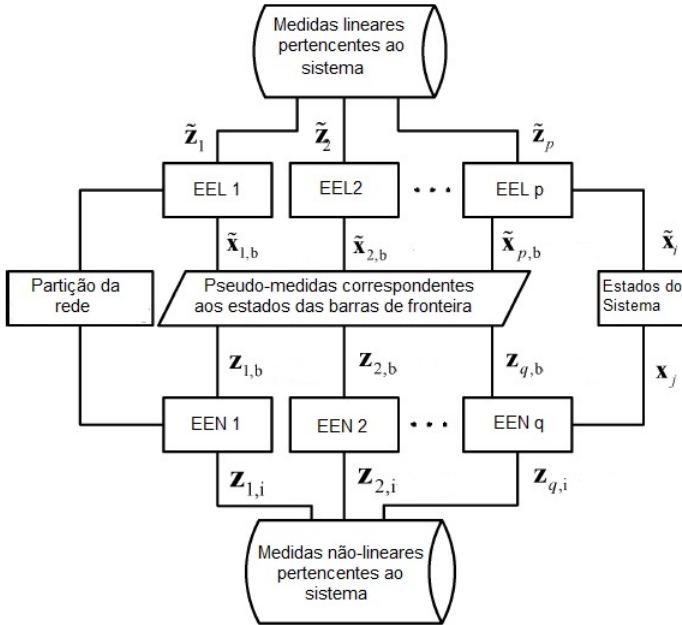 Medidas lineares
pertencentes ao
sistema
z̃₁ z̃₂ z̃ₚ
EEL 1 EEL2 ... EEL p
x̃₁,b x̃₂,b x̃ₚ,b x̃ᵢ
Partição da
rede
Pseudo-medidas correspondentes
aos estados das barras de fronteira
Estados do
Sistema
z₁,b z₂,b z_q,b xⱼ
EEN 1 EEN 2 ... EEN q
z₁,i z₂,i z_q,i
Medidas não-lineares
pertencentes ao
sistema